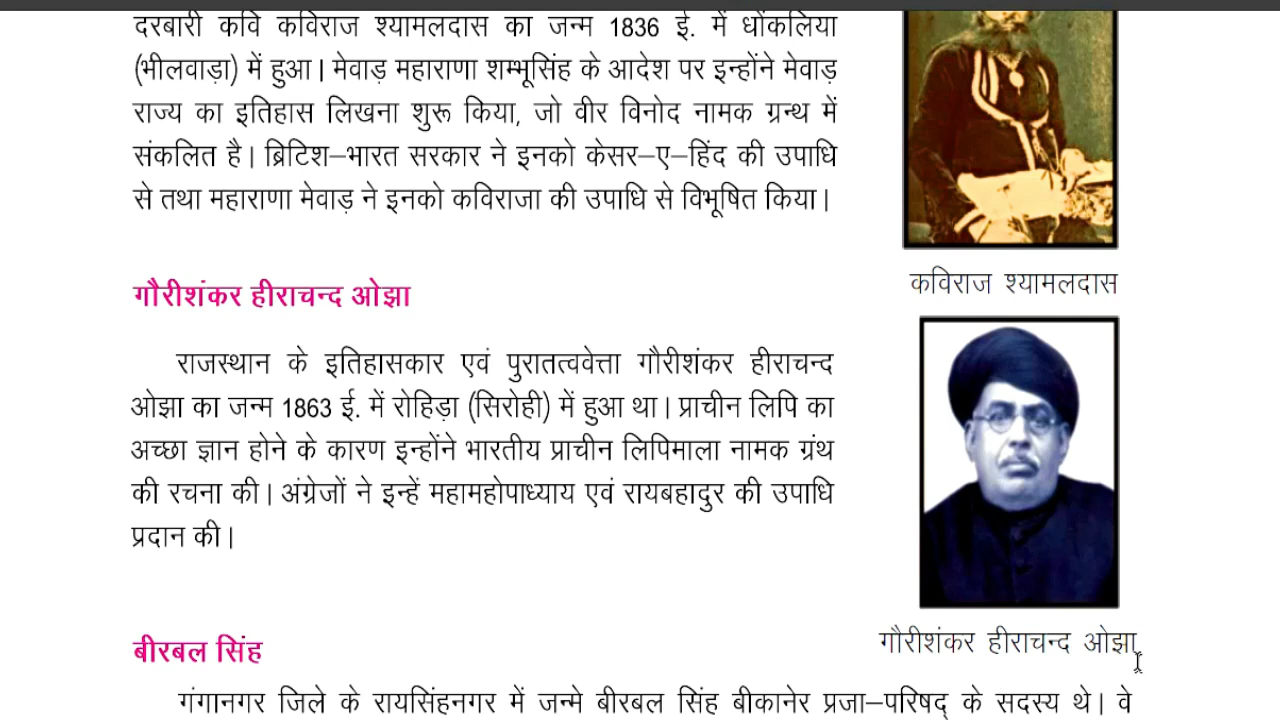 दरबारी कवि कविराज श्यामलदास का जन्म 1836 ई. में धोंकलिया
(भीलवाड़ा) में हुआ। मेवाड़ महाराणा शम्भूसिंह के आदेश पर इन्होंने मेवाड़
राज्य का इतिहास लिखना शुरू किया, जो वीर विनोद नामक ग्रन्थ में
संकलित है। ब्रिटिश–भारत सरकार ने इनको केसर–ए–हिंद की उपाधि
से तथा महाराणा मेवाड़ ने इनको कविराजा की उपाधि से विभूषित किया।
कविराज श्यामलदास
गौरीशंकर हीराचन्द ओझा
राजस्थान के इतिहासकार एवं पुरातत्ववेत्ता गौरीशंकर हीराचन्द
ओझा का जन्म 1863 ई. में रोहिड़ा (सिरोही) में हुआ था। प्राचीन लिपि का
अच्छा ज्ञान होने के कारण इन्होंने भारतीय प्राचीन लिपिमाला नामक ग्रंथ
की रचना की। अंग्रेजों ने इन्हें महामहोपाध्याय एवं रायबहादुर की उपाधि
प्रदान की।
गौरीशंकर हीराचन्द ओझा
बीरबल सिंह
गंगानगर जिले के रायसिंहनगर में जन्मे बीरबल सिंह बीकानेर प्रजा–परिषद् के सदस्य थे। वे